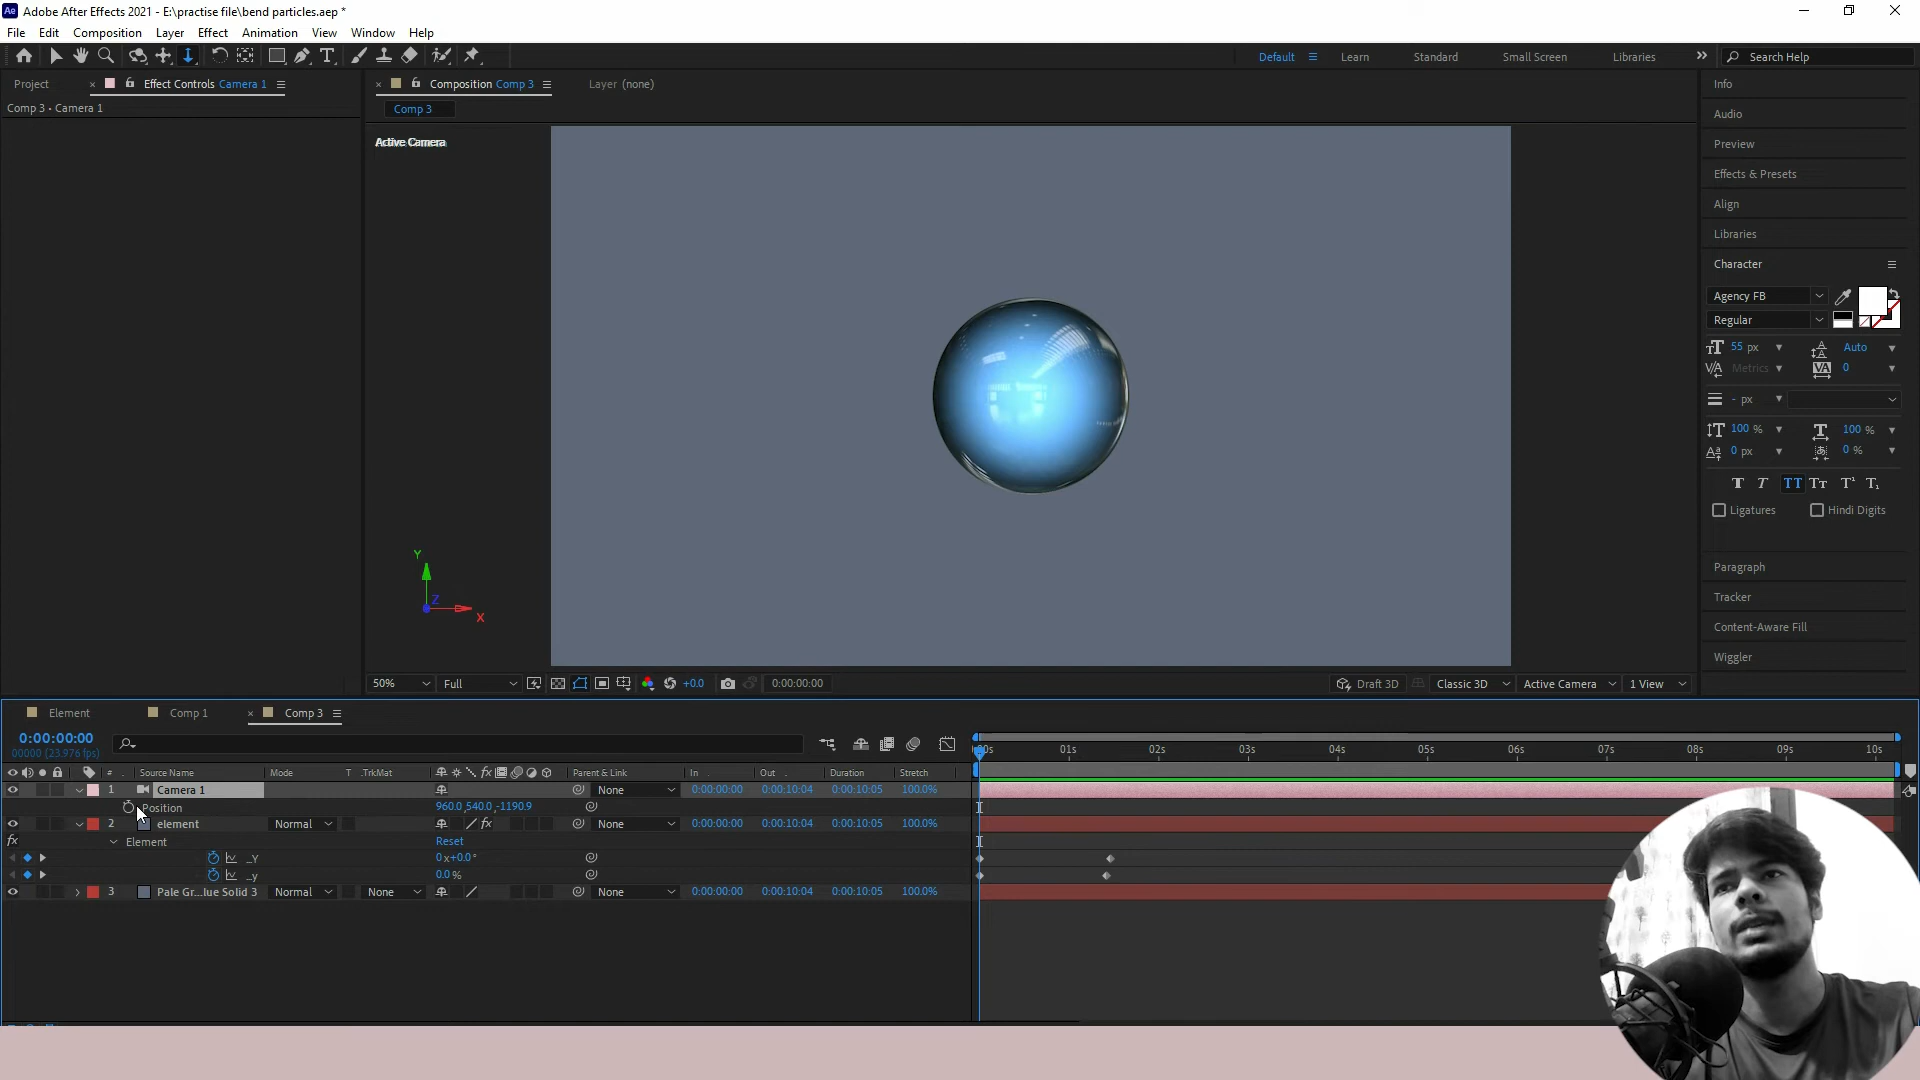 Ae Adobe After Effects 2021 - E:\practise file\bend particles.aep *
File Edit Composition Layer Effect Animation View Window Help
Default Learn Standard Small Screen Libraries Search Help
Project Effect Controls Camera 1 Composition Comp 3 Layer (none)
Comp 3 • Camera 1
Comp 3
Active Camera
Y
Z
X
Info
Audio
Preview
Effects & Presets
Align
Libraries
Character
Agency FB
Regular
55 px Auto
Metrics 0
- px
100 % 100 %
0 px 0 %
Ligatures Hindi Digits
Paragraph
Tracker
Content-Aware Fill
Wiggler
50% Full +0.0 0:00:00:00 Draft 3D Classic 3D Active Camera 1 View
Element Comp 1 Comp 3
0:00:00:00
00000 (23.976 fps)
01s 02s 03s 04s 05s 06s 07s 08s 09s 10s
# Source Name Mode T .TrkMat Parent & Link In Out Duration Stretch
1 Camera 1 None 0:00:00:00 0:00:10:04 0:00:10:05 100.0%
Position 960.0,540.0,-1190.9
2 element Normal None 0:00:00:00 0:00:10:04 0:00:10:05 100.0%
fx Element Reset
_Y 0x+0.0°
_y 0.0 %
3 Pale Gr...lue Solid 3 Normal None None 0:00:00:00 0:00:10:04 0:00:10:05 100.0%